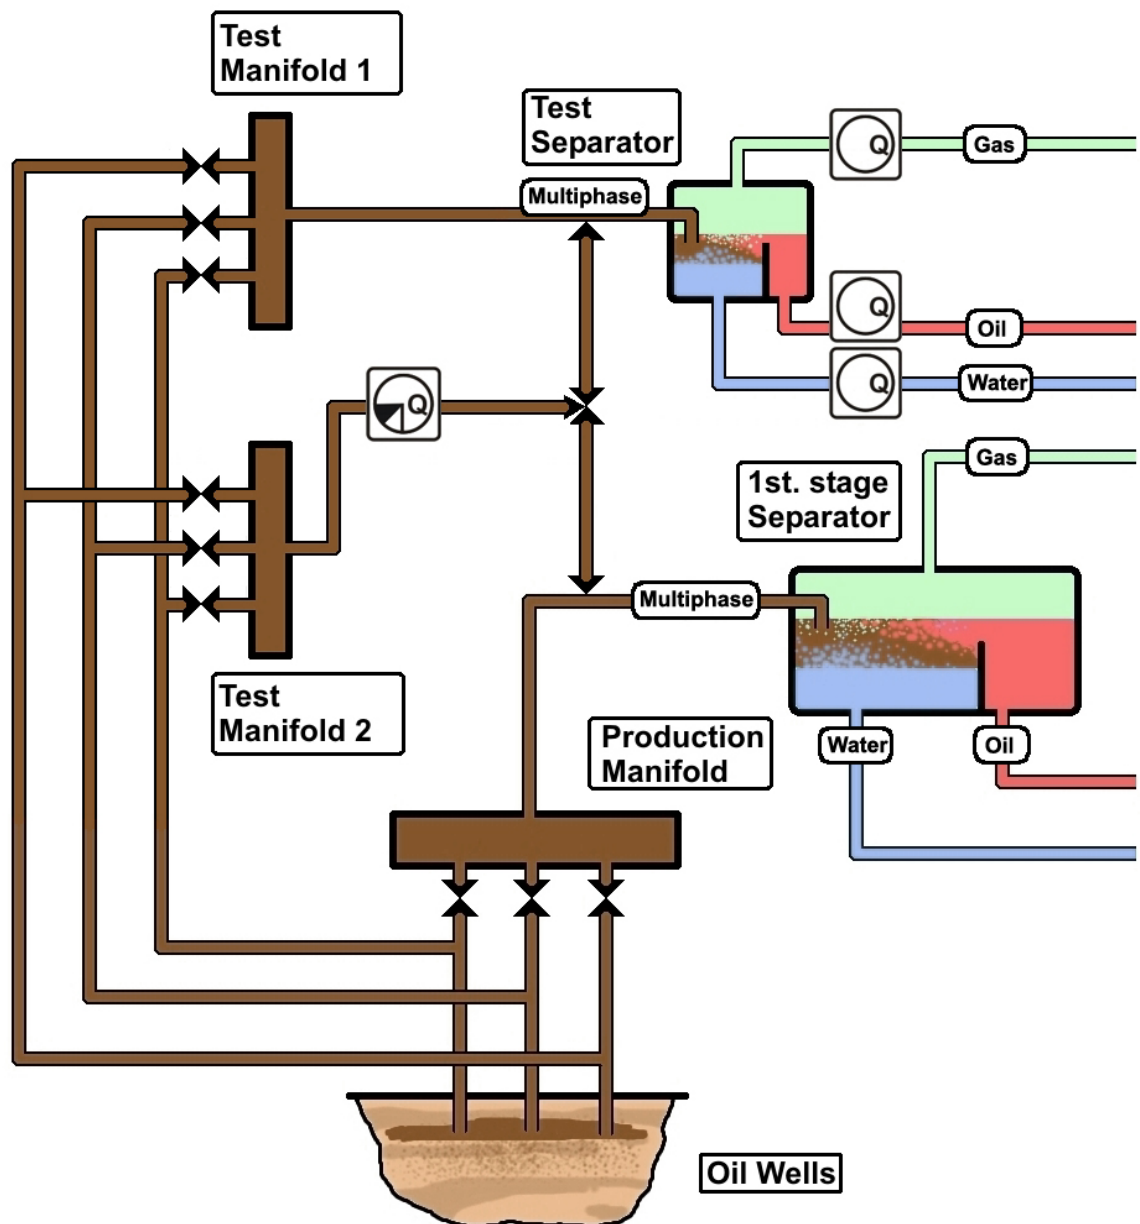 Test
Manifold 1
Test
Separator
Multiphase
Q
Gas
Q
Oil
Q
Water
Q
Gas
1st. stage
Separator
Multiphase
Test
Manifold 2
Production
Manifold
Water
Oil
Oil Wells